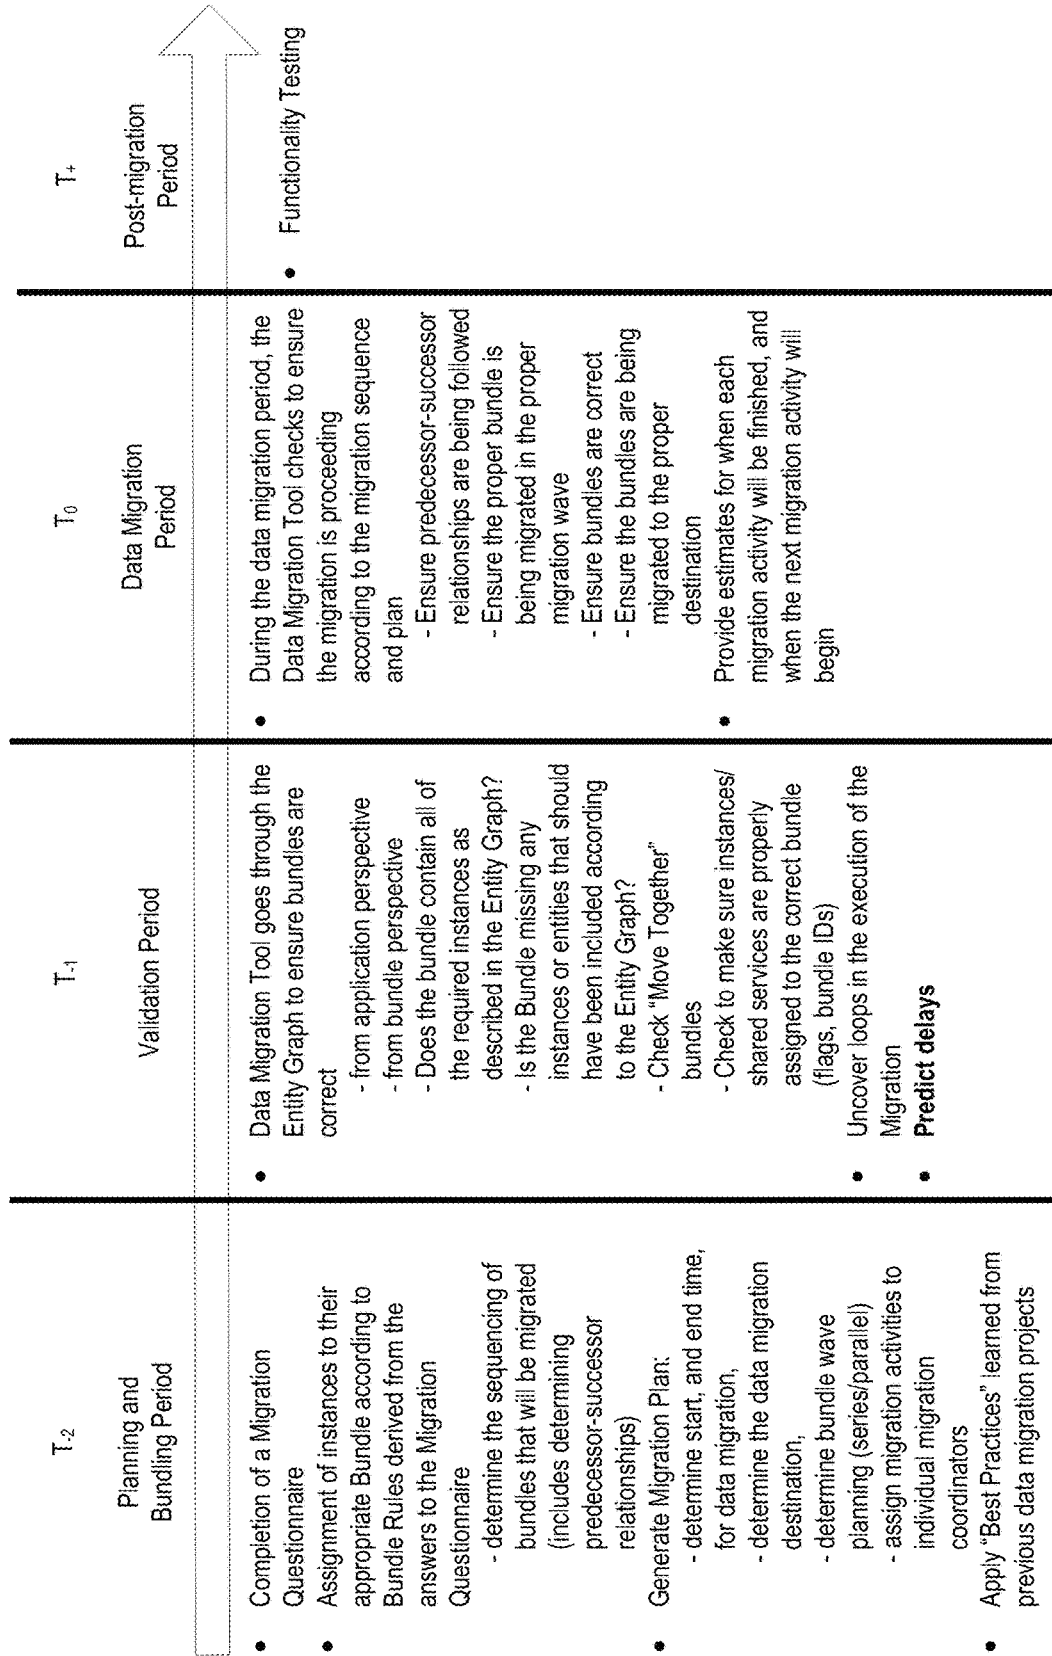 T-2
Planning and
Bundling Period
• Completion of a Migration
Questionnaire
• Assignment of instances to their
appropriate Bundle according to
Bundle Rules derived from the
answers to the Migration
Questionnaire
- determine the sequencing of
bundles that will be migrated
(includes determining
predecessor-successor
relationships)
• Generate Migration Plan:
- determine start, and end time,
for data migration,
- determine the data migration
destination,
- determine bundle wave
planning (series/parallel)
- assign migration activities to
individual migration
coordinators
• Apply "Best Practices" learned from
previous data migration projects
T-1
Validation Period
• Data Migration Tool goes through the
Entity Graph to ensure bundles are
correct
- from application perspective
- from bundle perspective
- Does the bundle contain all of
the required instances as
described in the Entity Graph?
- Is the Bundle missing any
instances or entities that should
have been included according
to the Entity Graph?
- Check “Move Together”
bundles
- Check to make sure instances/
shared services are properly
assigned to the correct bundle
(flags, bundle IDs)
• Uncover loops in the execution of the
Migration
• Predict delays
T0
Data Migration
Period
• During the data migration period, the
Data Migration Tool checks to ensure
the migration is proceeding
according to the migration sequence
and plan
- Ensure predecessor-successor
relationships are being followed
- Ensure the proper bundle is
being migrated in the proper
migration wave
- Ensure bundles are correct
- Ensure the bundles are being
migrated to the proper
destination
• Provide estimates for when each
migration activity will be finished, and
when the next migration activity will
begin
T+
Post-migration
Period
• Functionality Testing